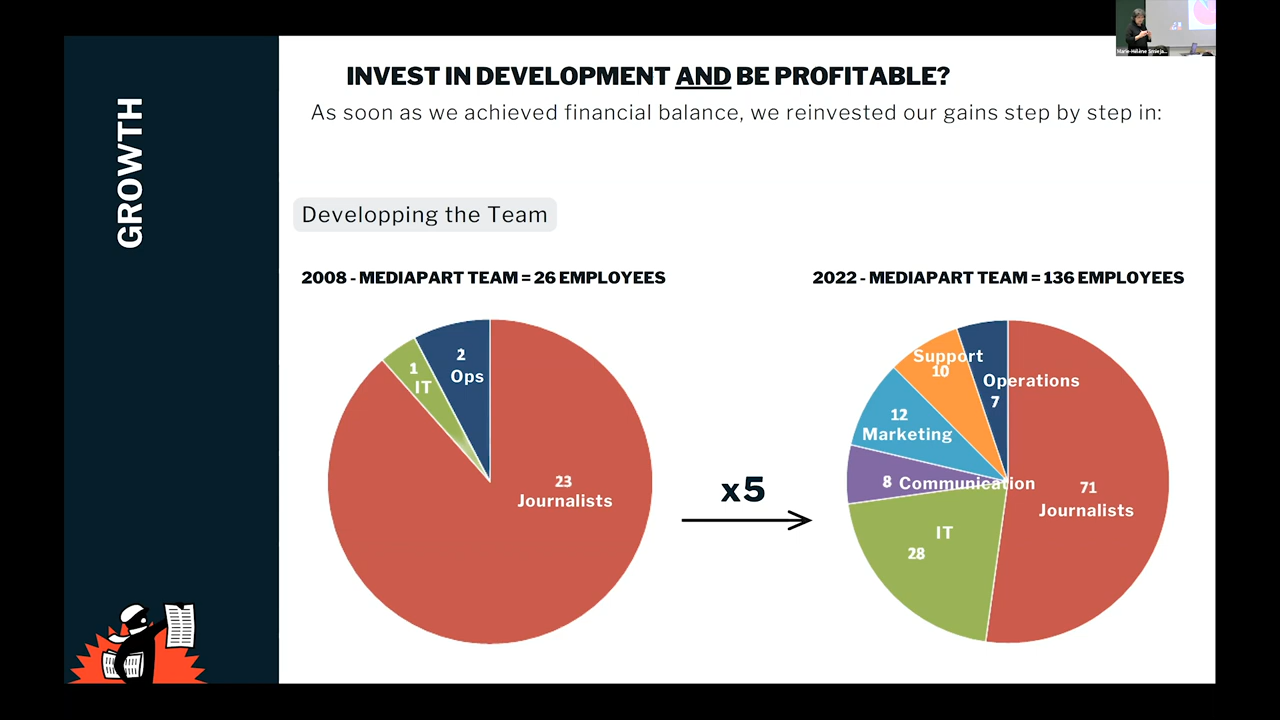 GROWTH
INVEST IN DEVELOPMENT AND BE PROFITABLE?
As soon as we achieved financial balance, we reinvested our gains step by step in:
Developping the Team
2008 - MEDIAPART TEAM = 26 EMPLOYEES
2022 - MEDIAPART TEAM = 136 EMPLOYEES
2
Ops
1
IT
23
Journalists
x5
Support
10
Operations
7
12
Marketing
8 Communication
71
Journalists
IT
28